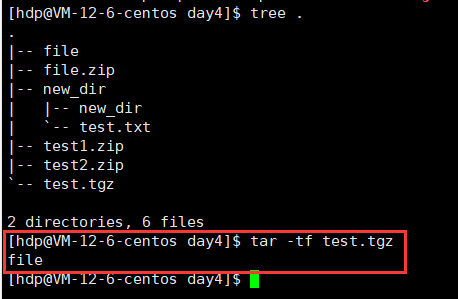 [hdp@VM-12-6-centos day4]$ tree .
.
|-- file
|-- file.zip
|-- new_dir
|   |-- new_dir
|   `-- test.txt
|-- test1.zip
|-- test2.zip
`-- test.tgz

2 directories, 6 files
[hdp@VM-12-6-centos day4]$ tar -tf test.tgz
file
[hdp@VM-12-6-centos day4]$